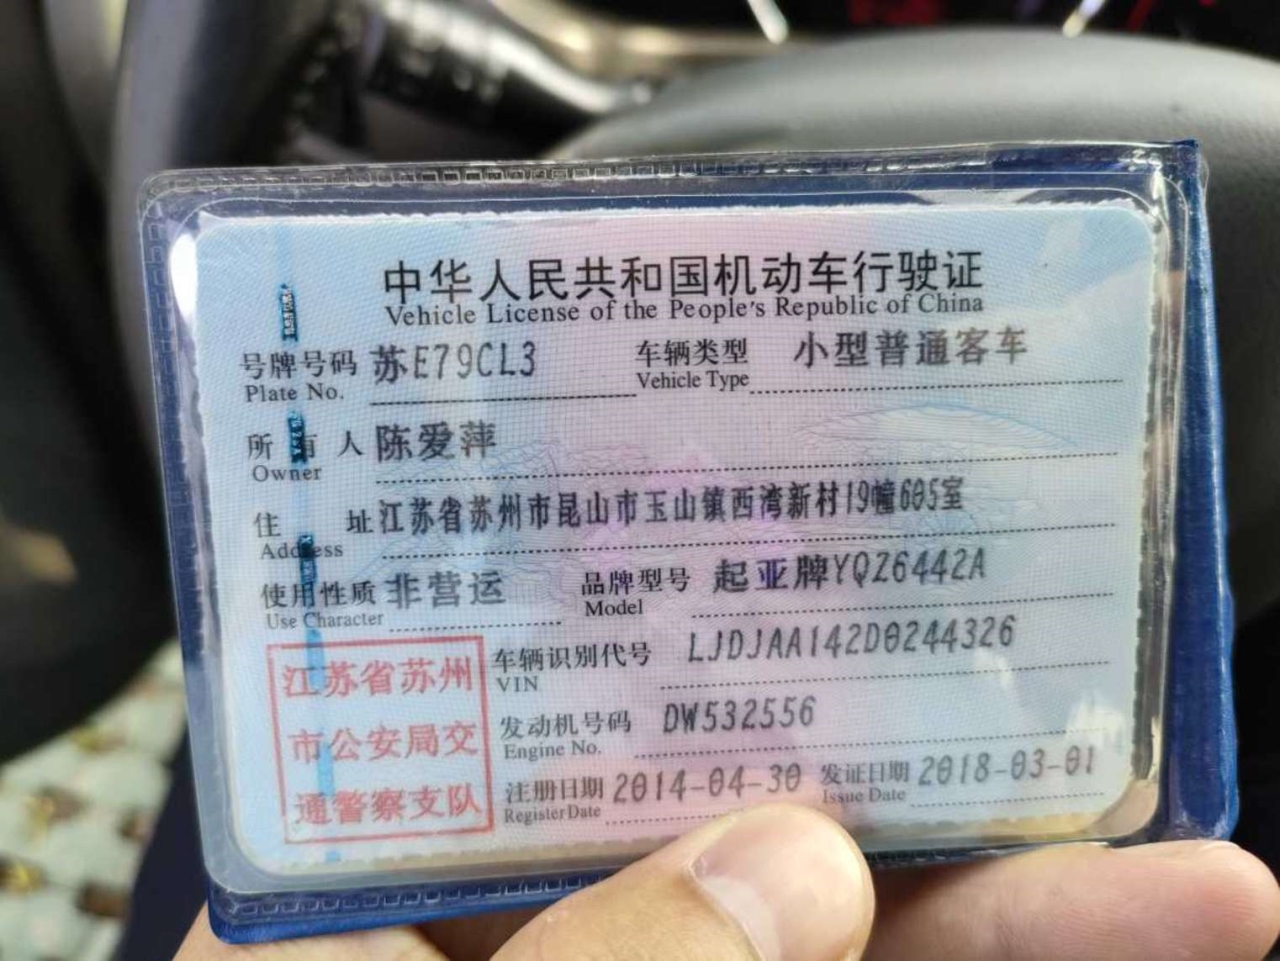 中华人民共和国机动车行驶证
Vehicle License of the People's Republic of China
号牌号码 苏E79CL3 车辆类型 小型普通客车
Plate No. Vehicle Type
所有人 陈爱萍
Owner
住址 江苏省苏州市昆山市玉山镇西湾新村19幢605室
Address
使用性质 非营运 品牌型号 起亚牌YQZ6442A
Use Character Model
江苏省苏州
市公安局交
通警察支队
车辆识别代号 LJDJAA142D0244326
VIN
发动机号码 DW532556
Engine No.
注册日期 2014-04-30 发证日期 2018-03-01
Register Date Issue Date